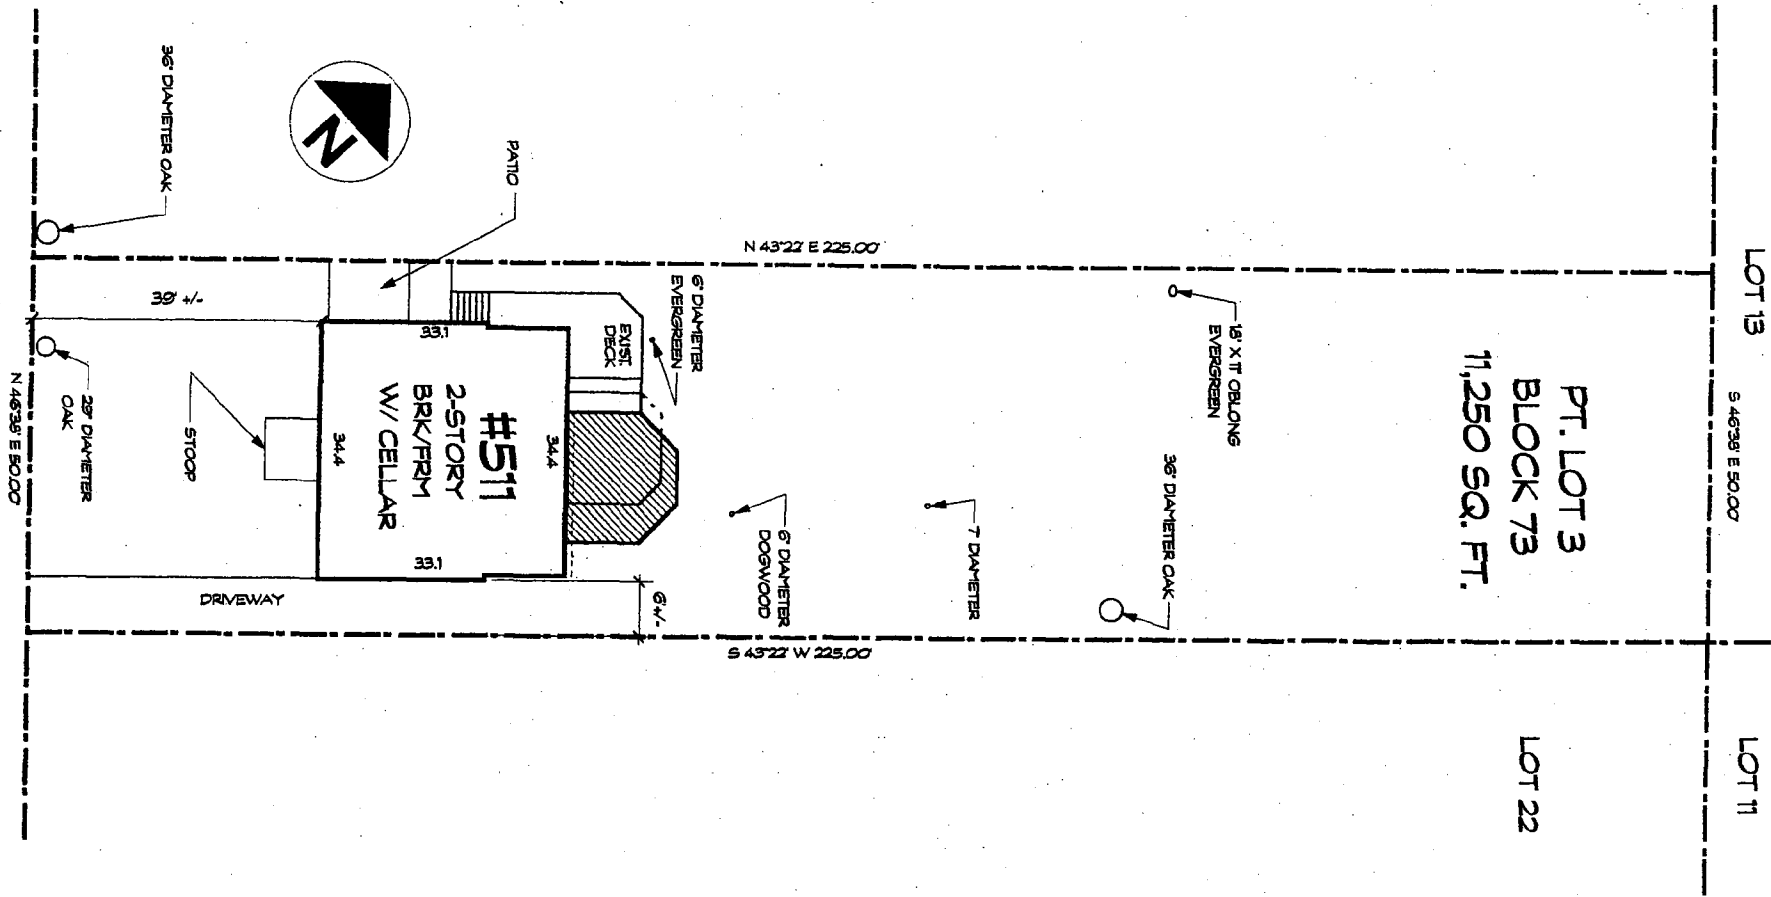 LOT 13
S 46°38' E 50.00'
LOT 11
PT. LOT 3
BLOCK 73
11,250 SQ. FT.
LOT 22
18" X 11" OBLONG
EVERGREEN
36" DIAMETER OAK
7" DIAMETER
N 43°22' E 225.00'
S 43°22' W 225.00'
6" DIAMETER
DOGWOOD
6" DIAMETER
EVERGREEN
6' +/-
EXIST.
DECK
PATIO
33.1
34.4
#511
2-STORY
BRK/FRM
W/ CELLAR
34.4
33.1
N
DRIVEWAY
STOOP
39' +/-
36" DIAMETER OAK
29" DIAMETER
OAK
N 46°38' E 50.00'